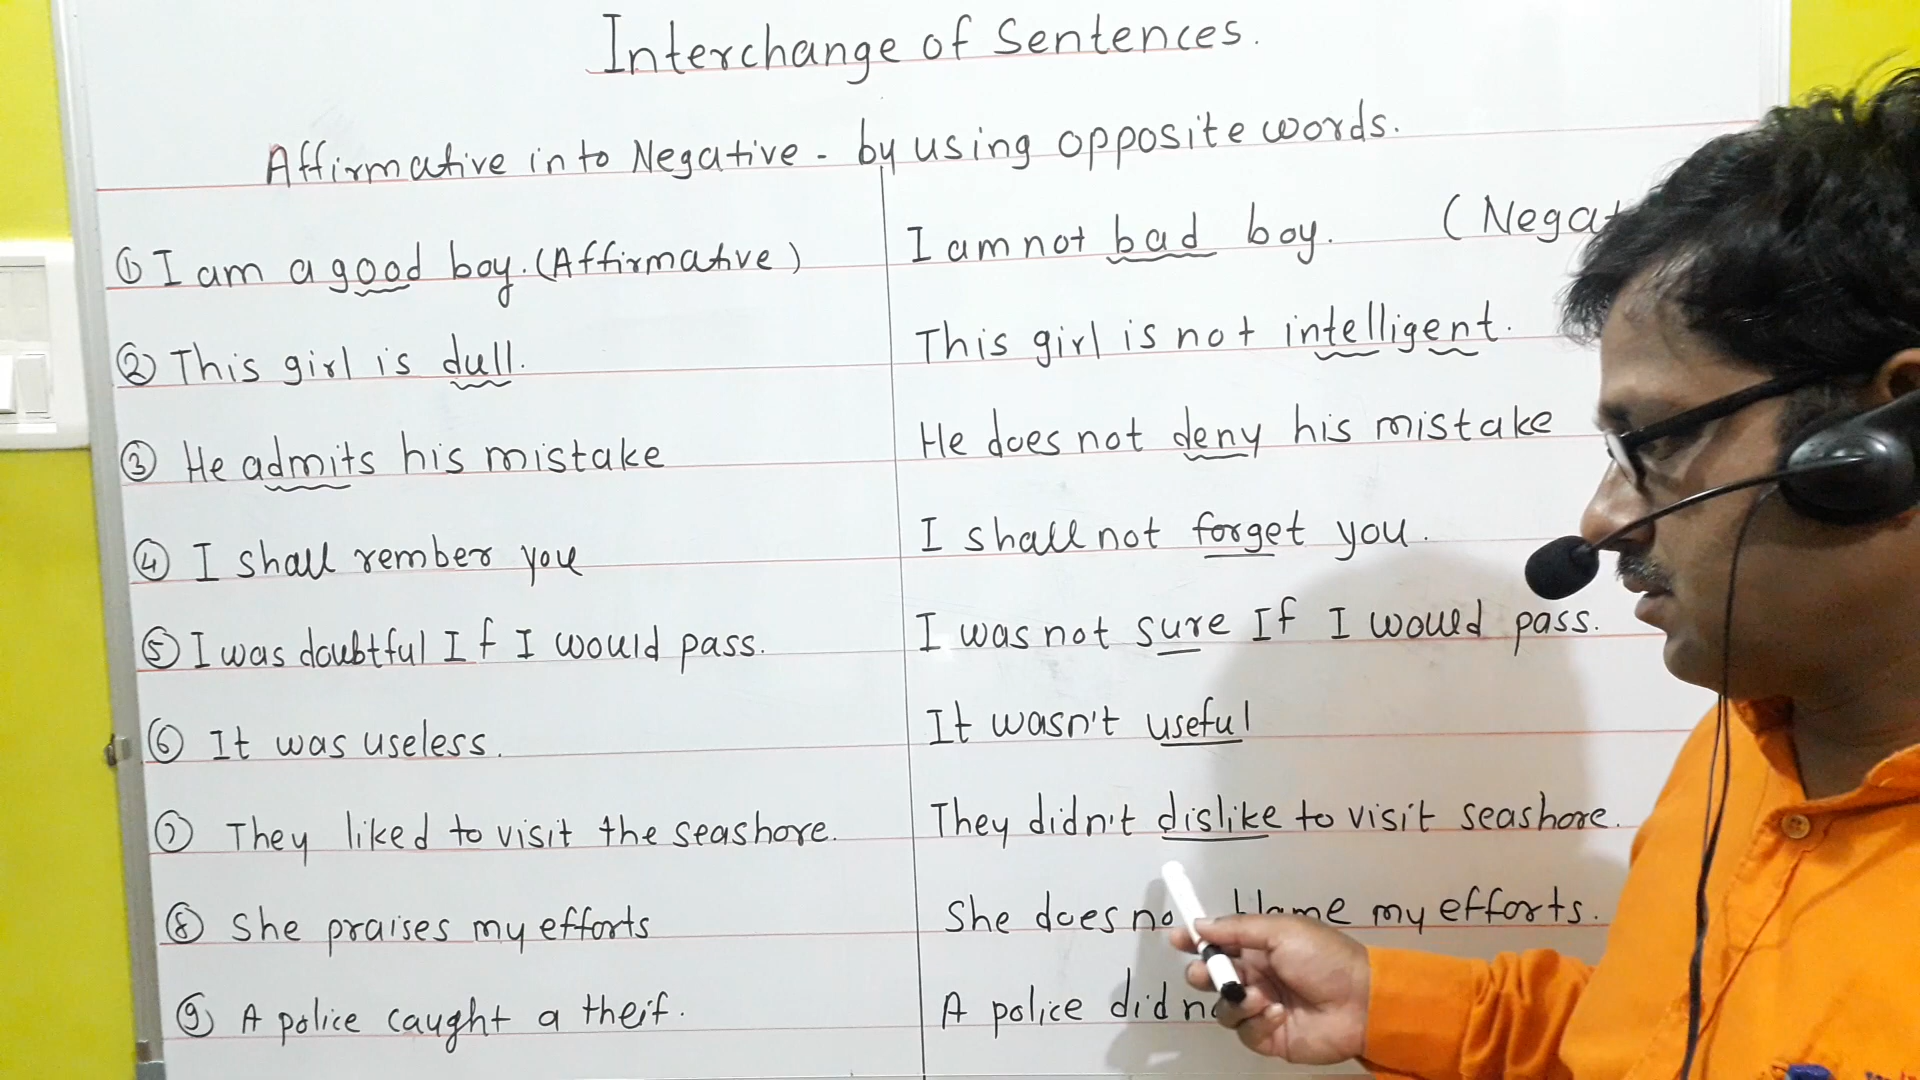 Interchange of Sentences.
Affirmative into Negative - by using opposite words.
① I am a good boy. (Affirmative)
I am not bad boy. (Negat
② This girl is dull.
This girl is not intelligent.
③ He admits his mistake
He does not deny his mistake
④ I shall rember you
I shall not forget you.
⑤ I was doubtful If I would pass.
I was not sure If I would pass.
⑥ It was useless.
It wasn't useful
⑦ They liked to visit the seashore.
They didn't dislike to visit seashore.
⑧ She praises my efforts
She does no blame my efforts.
⑨ A police caught a theif.
A police did n